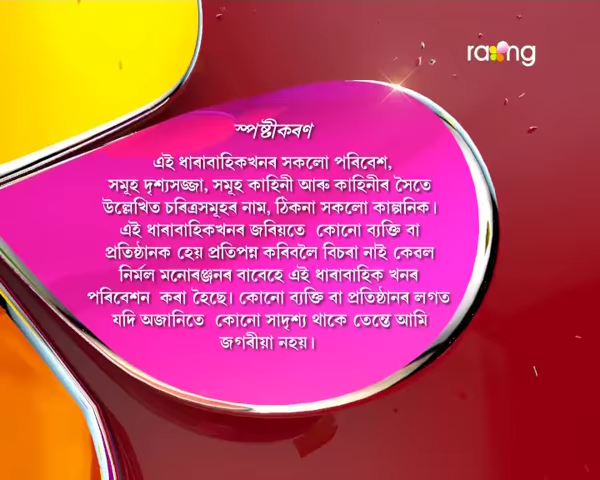 rang
স্পষ্টীকৰণ
এই ধাৰাবাহিকখনৰ সকলো পৰিবেশ,
সমূহ দৃশ্যসজ্জা, সমূহ কাহিনী আৰু কাহিনীৰ সৈতে
উল্লেখিত চৰিত্ৰসমূহৰ নাম, ঠিকনা সকলো কাল্পনিক।
এই ধাৰাবাহিকখনৰ জৰিয়তে কোনো ব্যক্তি বা
প্ৰতিষ্ঠানক হেয় প্ৰতিপন্ন কৰিবলৈ বিচৰা নাই কেৱল
নিৰ্মল মনোৰঞ্জনৰ বাবেহে এই ধাৰাবাহিক খনৰ
পৰিবেশন কৰা হৈছে। কোনো ব্যক্তি বা প্ৰতিষ্ঠানৰ লগত
যদি অজানিতে কোনো সাদৃশ্য থাকে তেন্তে আমি
জগৰীয়া নহয়।